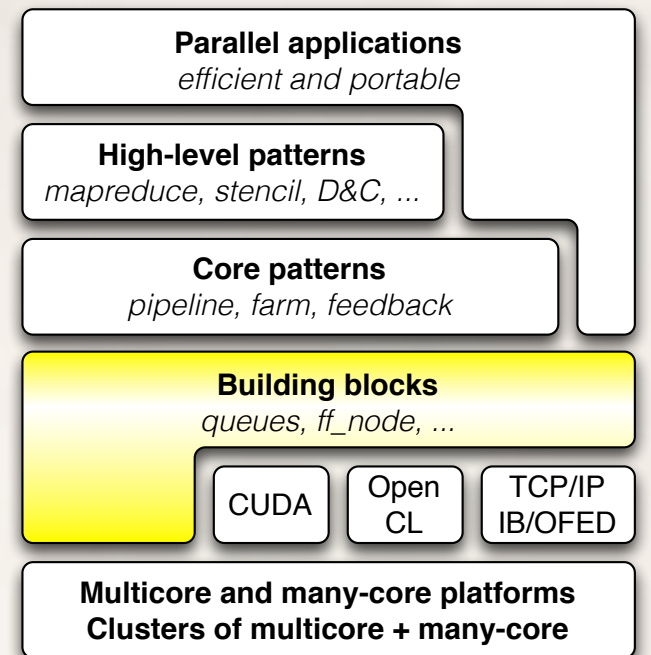 Parallel applications
efficient and portable
High-level patterns
mapreduce, stencil, D&C, ...
Core patterns
pipeline, farm, feedback
Building blocks
queues, ff_node, ...
CUDA
Open
CL
TCP/IP
IB/OFED
Multicore and many-core platforms
Clusters of multicore + many-core